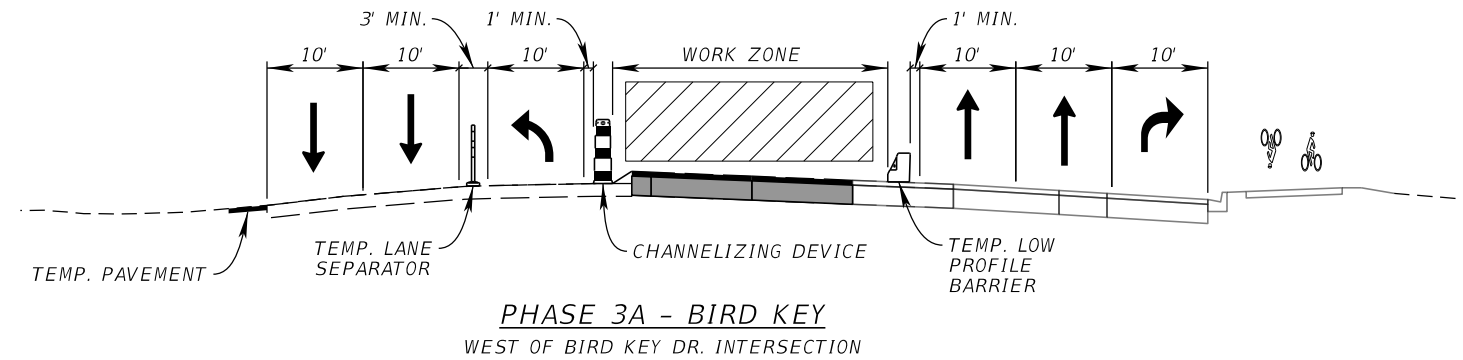 3' MIN.
1' MIN.
1' MIN.
10'
10'
10'
WORK ZONE
10'
10'
10'
TEMP. PAVEMENT
TEMP. LANE
SEPARATOR
CHANNELIZING DEVICE
TEMP. LOW
PROFILE
BARRIER
PHASE 3A - BIRD KEY
WEST OF BIRD KEY DR. INTERSECTION